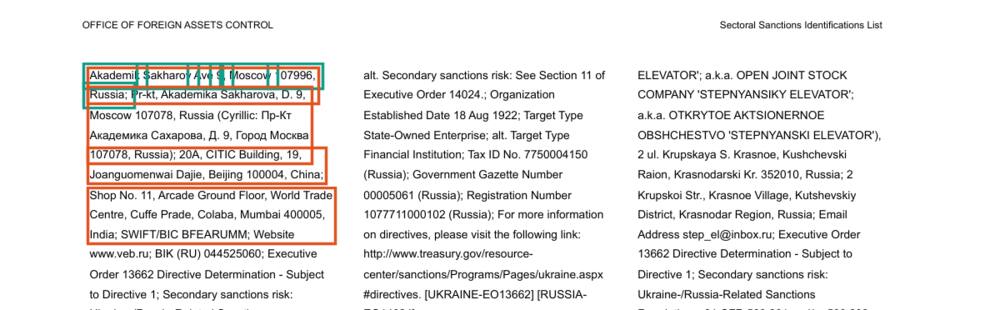 OFFICE OF FOREIGN ASSETS CONTROL
Sectoral Sanctions Identifications List
Akademik Sakharov Ave 9, Moscow 107996,
Russia; Pr-kt, Akademika Sakharova, D. 9,
Moscow 107078, Russia (Cyrillic: Пр-Кт
Академика Сахарова, Д. 9, Город Москва
107078, Russia); 20A, CITIC Building, 19,
Joanguomenwai Dajie, Beijing 100004, China;
Shop No. 11, Arcade Ground Floor, World Trade
Centre, Cuffe Prade, Colaba, Mumbai 400005,
India; SWIFT/BIC BFEARUMM; Website
www.veb.ru; BIK (RU) 044525060; Executive
Order 13662 Directive Determination - Subject
to Directive 1; Secondary sanctions risk:
alt. Secondary sanctions risk: See Section 11 of
Executive Order 14024.; Organization
Established Date 18 Aug 1922; Target Type
State-Owned Enterprise; alt. Target Type
Financial Institution; Tax ID No. 7750004150
(Russia); Government Gazette Number
00005061 (Russia); Registration Number
1077711000102 (Russia); For more information
on directives, please visit the following link:
http://www.treasury.gov/resource-
center/sanctions/Programs/Pages/ukraine.aspx
#directives. [UKRAINE-EO13662] [RUSSIA-
ELEVATOR'; a.k.a. OPEN JOINT STOCK
COMPANY 'STEPNYANSIKY ELEVATOR';
a.k.a. OTKRYTOE AKTSIONERNOE
OBSHCHESTVO 'STEPNYANSKI ELEVATOR'),
2 ul. Krupskaya S. Krasnoe, Kushchevski
Raion, Krasnodarski Kr. 352010, Russia; 2
Krupskoi Str., Krasnoe Village, Kutshevskiy
District, Krasnodar Region, Russia; Email
Address step_el@inbox.ru; Executive Order
13662 Directive Determination - Subject to
Directive 1; Secondary sanctions risk:
Ukraine-/Russia-Related Sanctions